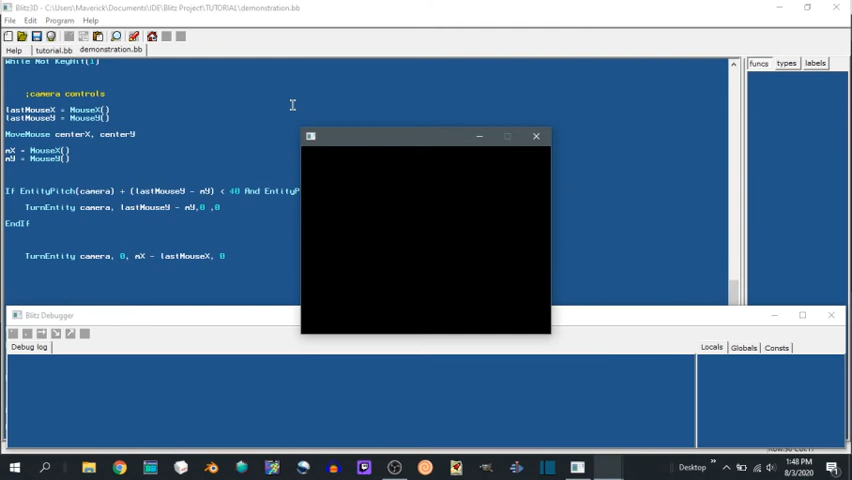 Blitz3D - [C:\Users\Maverick\Documents\IDE/Blitz Project\TUTORIAL\demonstration.bb
File Edit Program Help
Help tutorial.bb demonstration.bb
funcs types labels
While Not KeyHit(1)
;camera controls
lastMouseX = MouseX()
lastMouseY = MouseY()
MoveMouse centerX, centerY
mX = MouseX()
mY = MouseY()
If EntityPitch(camera) + (lastMouseY - mY) < 40 And EntityP
TurnEntity camera, lastMouseY - mY,0 ,0
EndIf
TurnEntity camera, 0, mX - lastMouseX, 0
Blitz Debugger
Debug log
Locals Globals Consts
Desktop
1:48 PM
8/3/2020